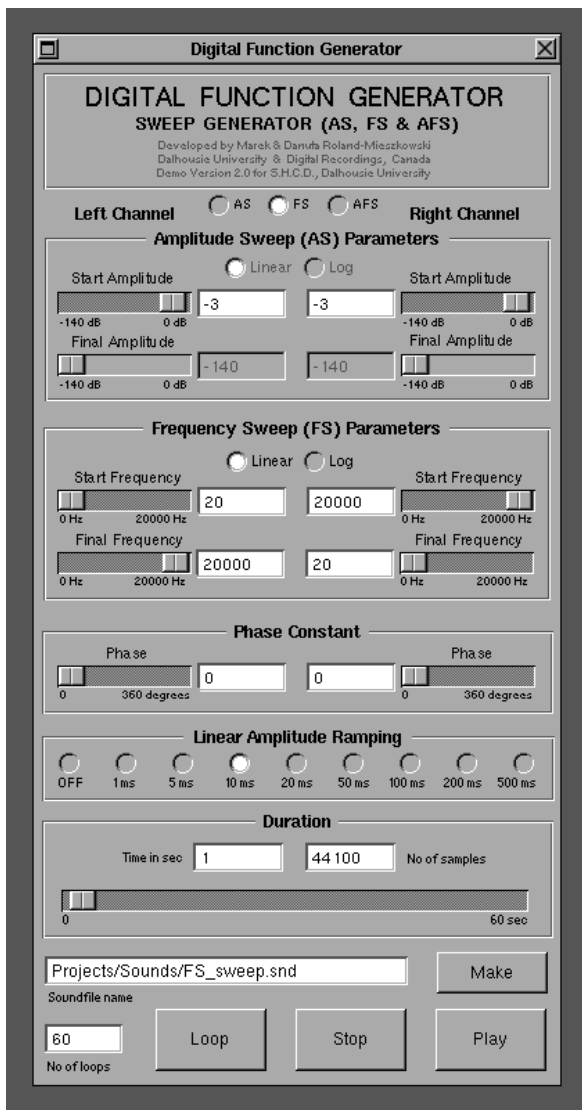 Digital Function Generator
DIGITAL FUNCTION GENERATOR
SWEEP GENERATOR (AS, FS & AFS)
Developed by Marek & Danuta Roland-Mieszkowski
Dalhousie University & Digital Recordings, Canada
Demo Version 2.0 for S.H.C.D., Dalhousie University
AS FS AFS
Left Channel Right Channel
Amplitude Sweep (AS) Parameters
Linear Log
Start Amplitude Start Amplitude
-3 -3
-140 dB 0 dB -140 dB 0 dB
Final Amplitude Final Amplitude
-140 -140
-140 dB 0 dB -140 dB 0 dB
Frequency Sweep (FS) Parameters
Linear Log
Start Frequency Start Frequency
20 20000
0 Hz 20000 Hz 0 Hz 20000 Hz
Final Frequency Final Frequency
20000 20
0 Hz 20000 Hz 0 Hz 20000 Hz
Phase Constant
Phase Phase
0 0
0 360 degrees 0 360 degrees
Linear Amplitude Ramping
OFF 1 ms 5 ms 10 ms 20 ms 50 ms 100 ms 200 ms 500 ms
Duration
Time in sec 1 44100 No of samples
0 60 sec
Projects/Sounds/FS_sweep.snd Make
Soundfile name
60 Loop Stop Play
No of loops